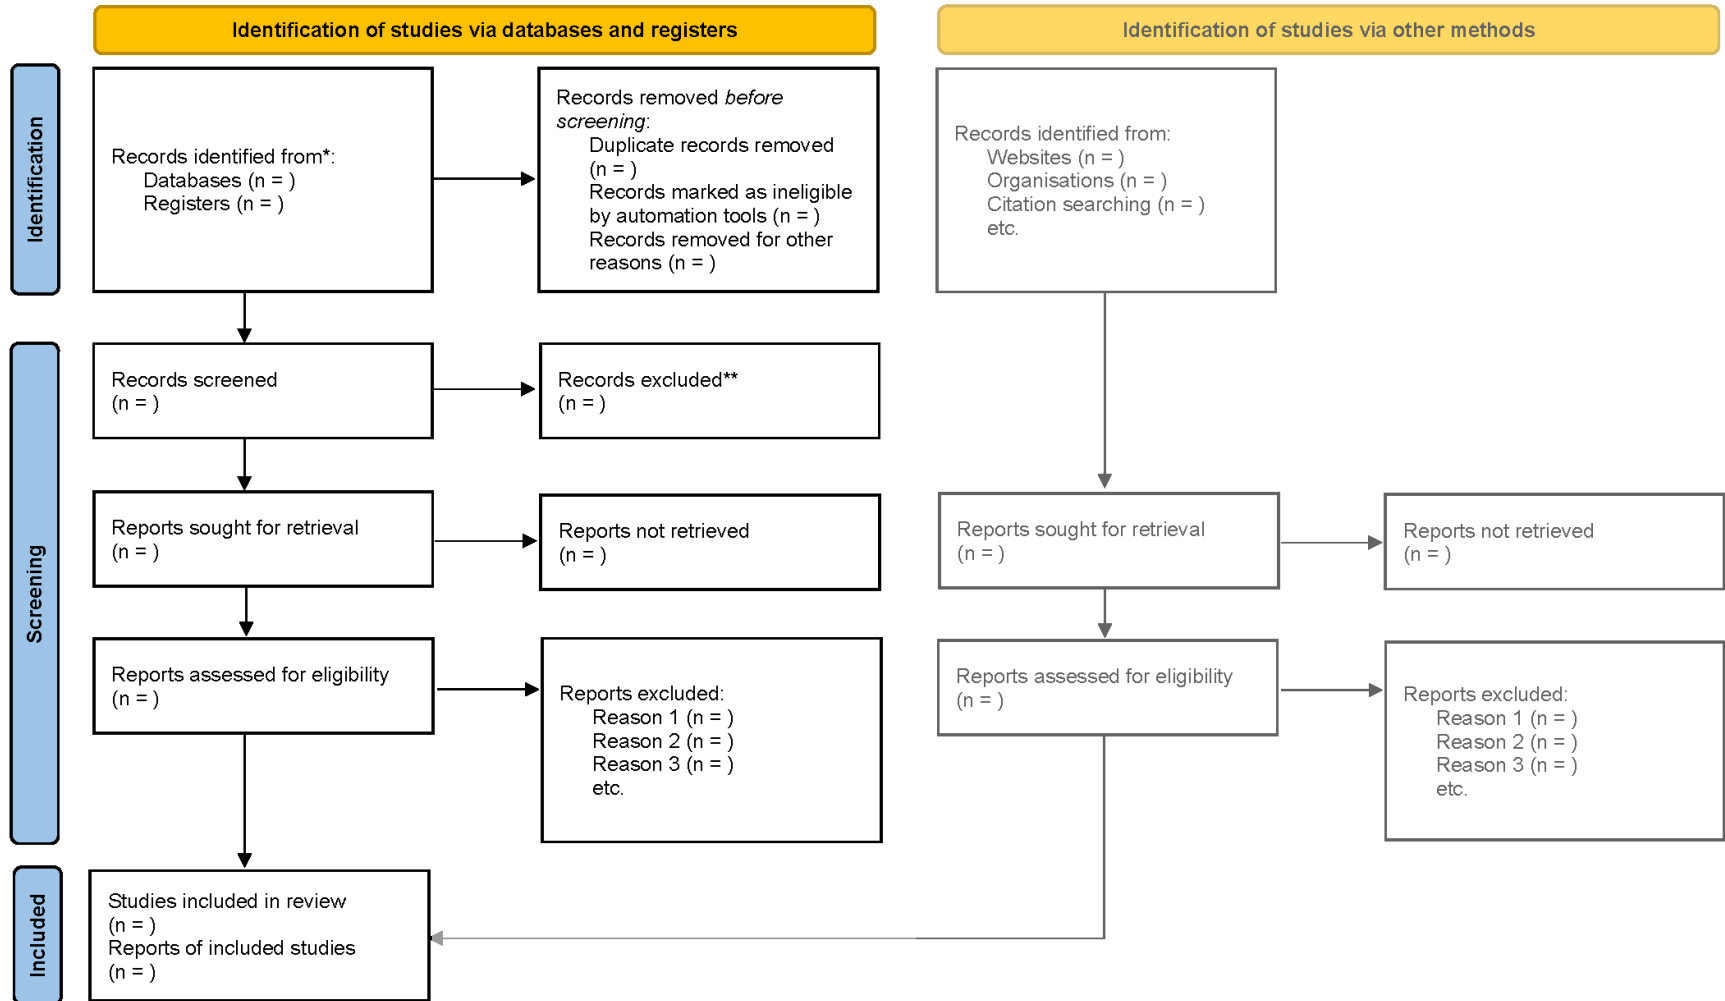 Identification of studies via databases and registers
Identification of studies via other methods
Identification
Records identified from*:
Databases (n = )
Registers (n = )
Records removed before
screening:
Duplicate records removed
(n = )
Records marked as ineligible
by automation tools (n = )
Records removed for other
reasons (n = )
Records identified from:
Websites (n = )
Organisations (n = )
Citation searching (n = )
etc.
Screening
Records screened
(n = )
Records excluded**
(n = )
Reports sought for retrieval
(n = )
Reports not retrieved
(n = )
Reports sought for retrieval
(n = )
Reports not retrieved
(n = )
Reports assessed for eligibility
(n = )
Reports excluded:
Reason 1 (n = )
Reason 2 (n = )
Reason 3 (n = )
etc.
Reports assessed for eligibility
(n = )
Reports excluded:
Reason 1 (n = )
Reason 2 (n = )
Reason 3 (n = )
etc.
Included
Studies included in review
(n = )
Reports of included studies
(n = )